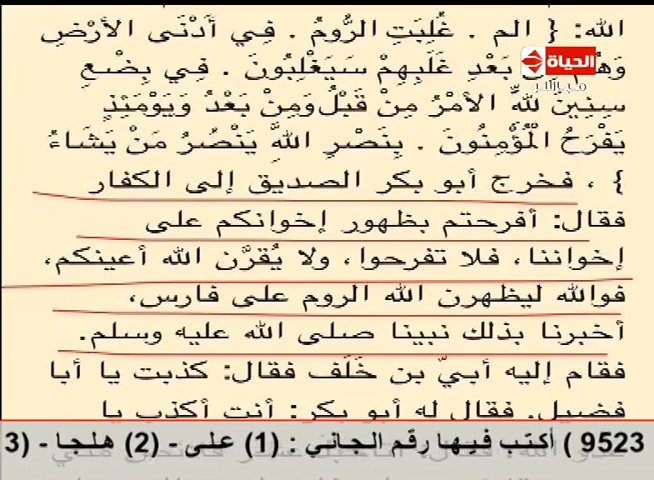 الله: { الم . غُلِبَتِ الرُّومُ . فِي أَدْنَى الأَرْضِ
وَهُم بَعْدِ غَلَبِهِمْ سَيَغْلِبُونَ . فِي بِضْعِ
الحياة
مباشر
سِنِينَ لِلَّهِ الأَمْرُ مِنْ قَبْلُ وَمِنْ بَعْدُ وَيَوْمَئِذٍ
يَفْرَحُ الْمُؤْمِنُونَ . بِنَصْرِ اللَّهِ يَنْصُرُ مَنْ يَشَاءُ
} ، فخرج أبو بكر الصديق إلى الكفار
فقال: أفرحتم بظهور إخوانكم على
إخواننا، فلا تفرحوا، ولا يُقرَّن الله أعينكم،
فوالله ليظهرن الله الروم على فارس،
أخبرنا بذلك نبينا صلى الله عليه وسلم.
فقام إليه أبيّ بن خَلَف فقال: كذبت يا أبا
فضيل. فقال له أبو بكر: أنت أكذب يا
9523 ) أكتب فيها رقم الجاني : (1) على - (2) هلجا - (3